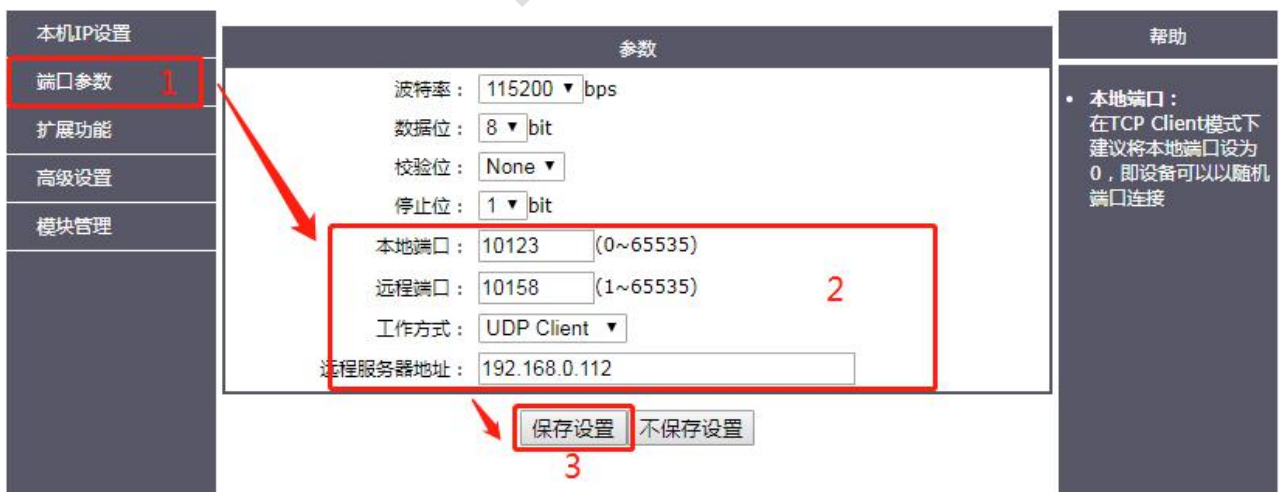 本机IP设置
端口参数 1
扩展功能
高级设置
模块管理
参数
波特率： 115200 ▼ bps
数据位： 8 ▼ bit
校验位： None ▼
停止位： 1 ▼ bit
本地端口： 10123 (0~65535)
远程端口： 10158 (1~65535)
2
工作方式： UDP Client ▼
远程服务器地址： 192.168.0.112
保存设置 不保存设置
3
帮助
• 本地端口：
在TCP Client模式下
建议将本地端口设为
0，即设备可以以随机
端口连接